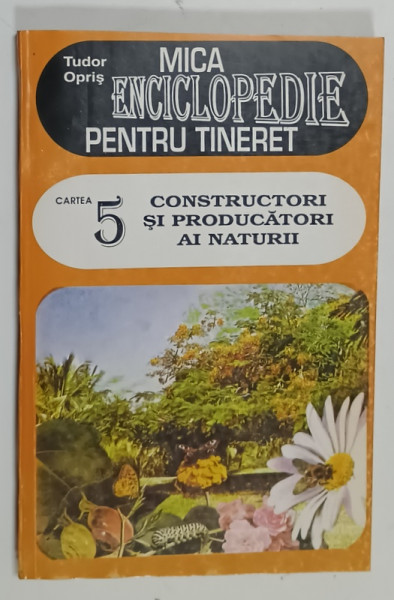 Tudor
Opriș
MICA
ENCICLOPEDIE
PENTRU TINERET
CARTEA
5
CONSTRUCTORI
ȘI PRODUCĂTORI
AI NATURII